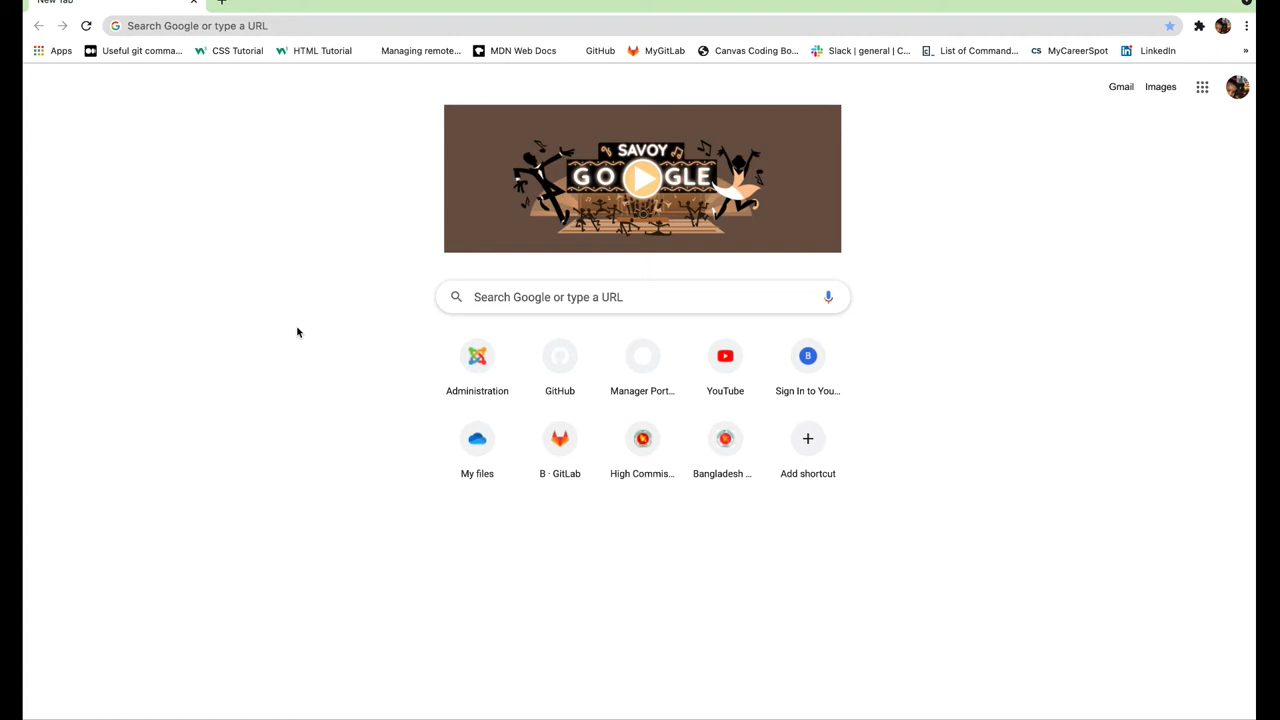 New Tab
Search Google or type a URL
Apps
Useful git comma...
CSS Tutorial
HTML Tutorial
Managing remote...
MDN Web Docs
GitHub
MyGitLab
Canvas Coding Bo...
Slack | general | C...
List of Command...
CS MyCareerSpot
LinkedIn
»
Gmail Images
SAVOY
GO GLE
Search Google or type a URL
B
Administration GitHub Manager Port... YouTube Sign In to You...
My files B · GitLab High Commis... Bangladesh ... Add shortcut